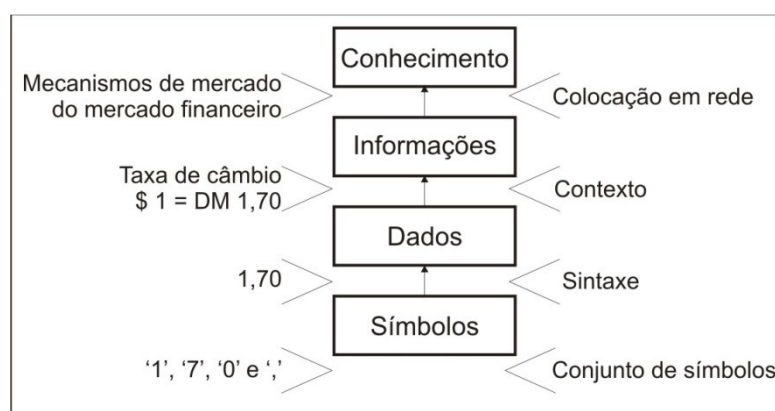 Conhecimento
Mecanismos de mercado
do mercado financeiro
Colocação em rede
Informações
Taxa de câmbio
$ 1 = DM 1,70
Contexto
Dados
1,70
Sintaxe
Símbolos
‘1’, ‘7’, ‘0’ e ‘,’
Conjunto de símbolos